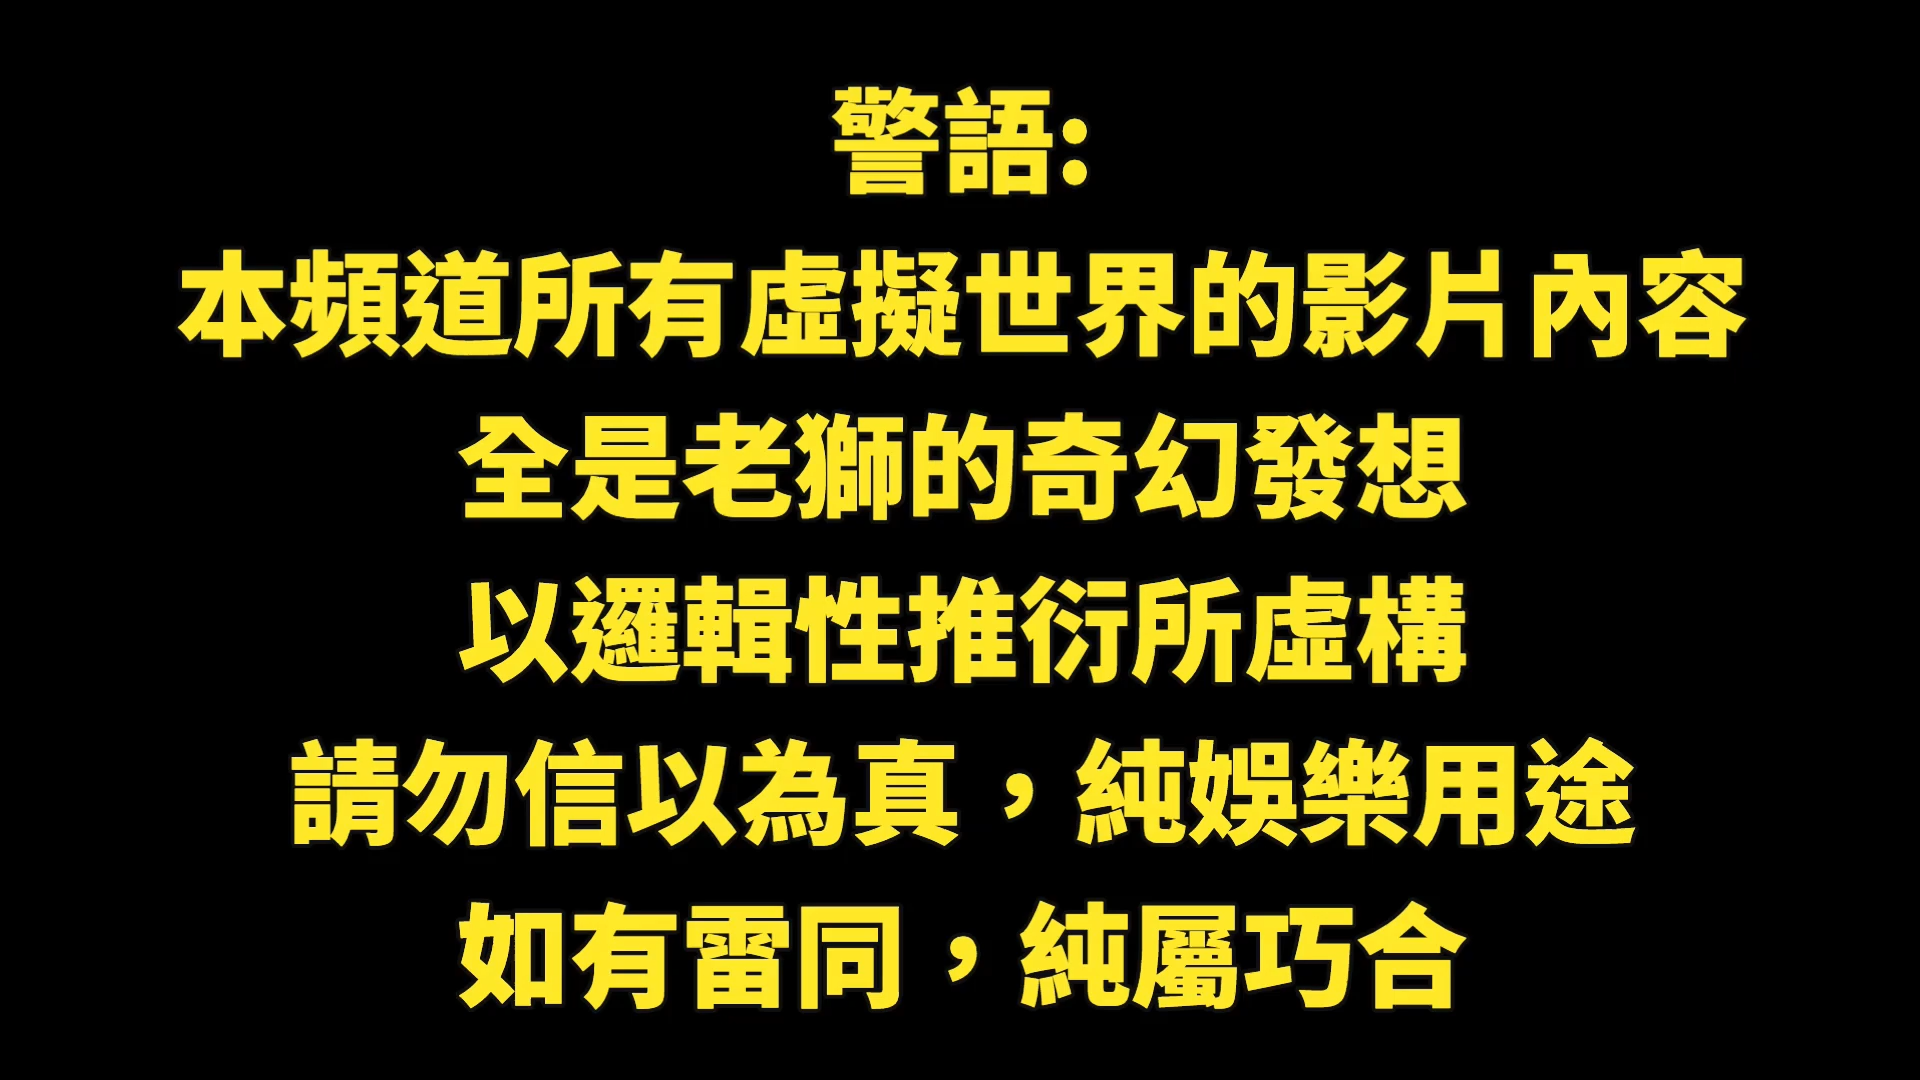 警語:
本頻道所有虛擬世界的影片內容
全是老獅的奇幻發想
以邏輯性推衍所虛構
請勿信以為真，純娛樂用途
如有雷同，純屬巧合